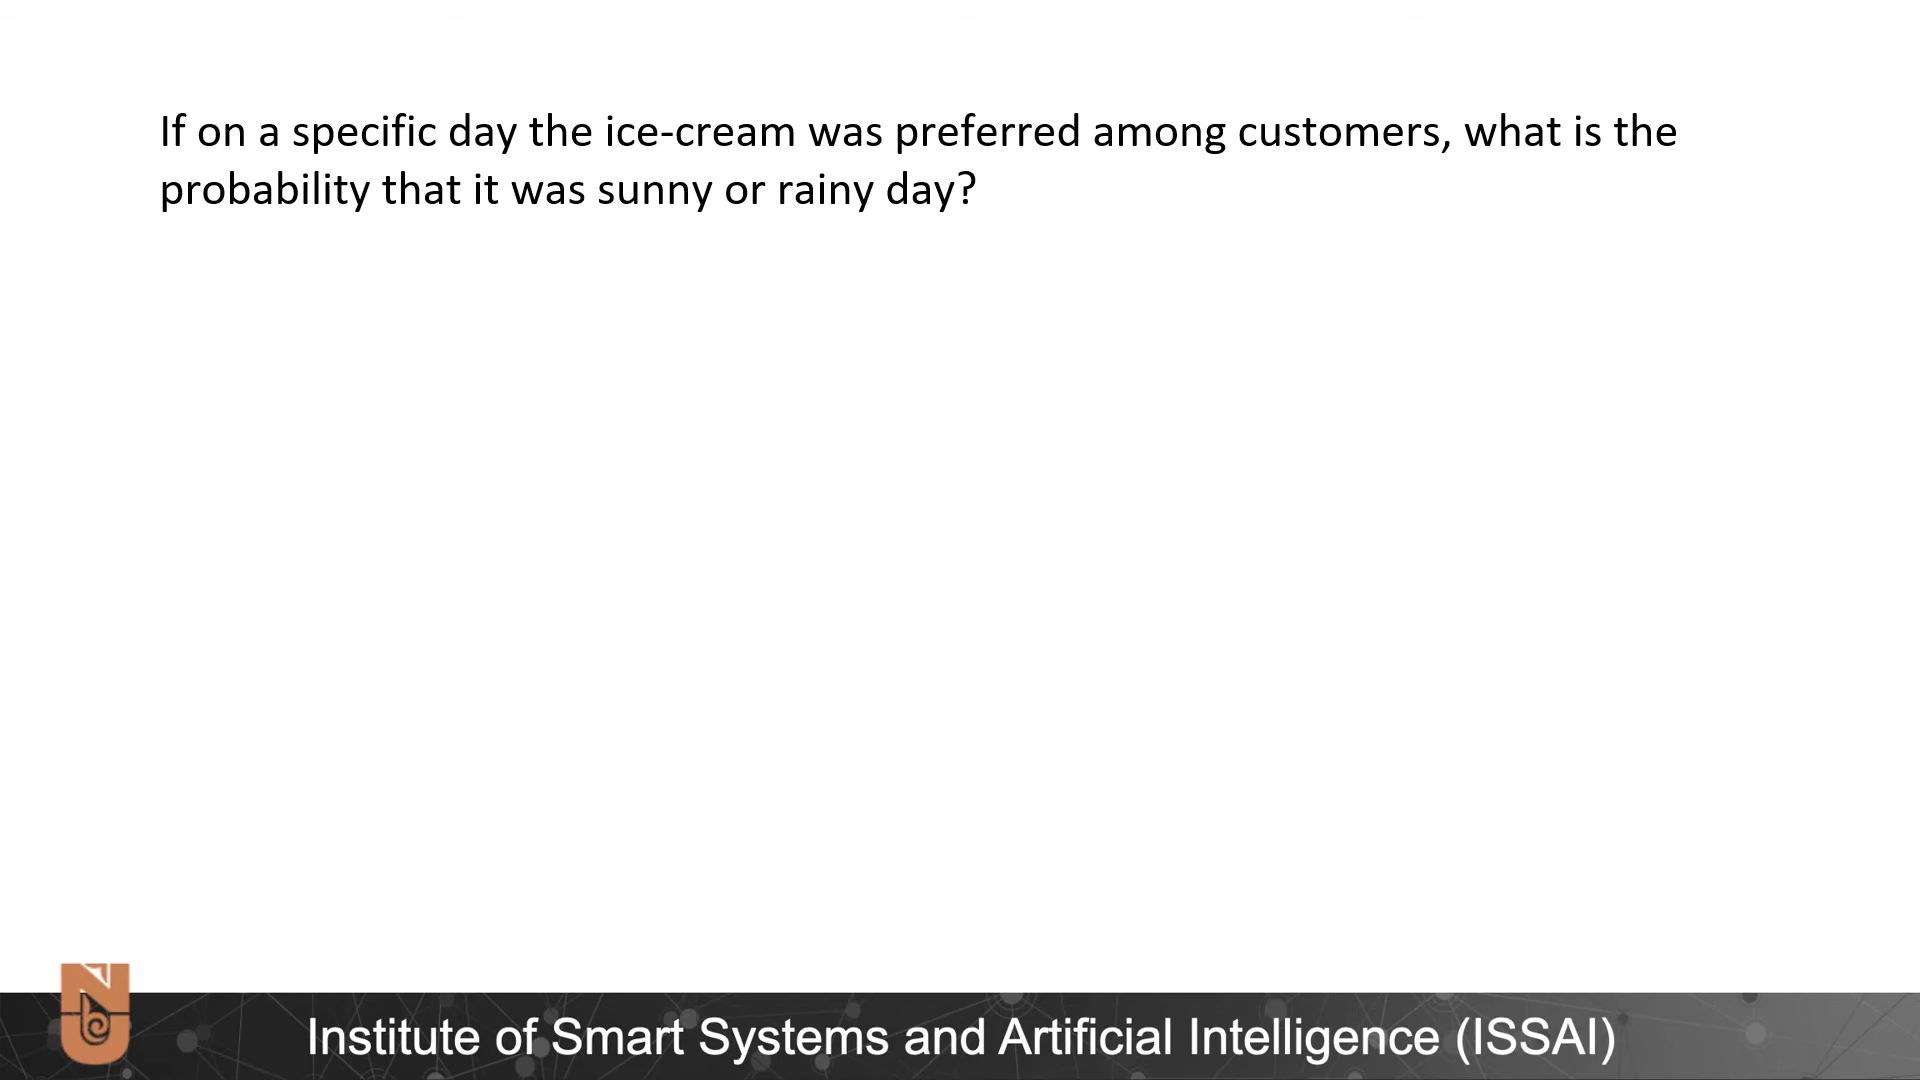 If on a specific day the ice-cream was preferred among customers, what is the
probability that it was sunny or rainy day?
Institute of Smart Systems and Artificial Intelligence (ISSAI)